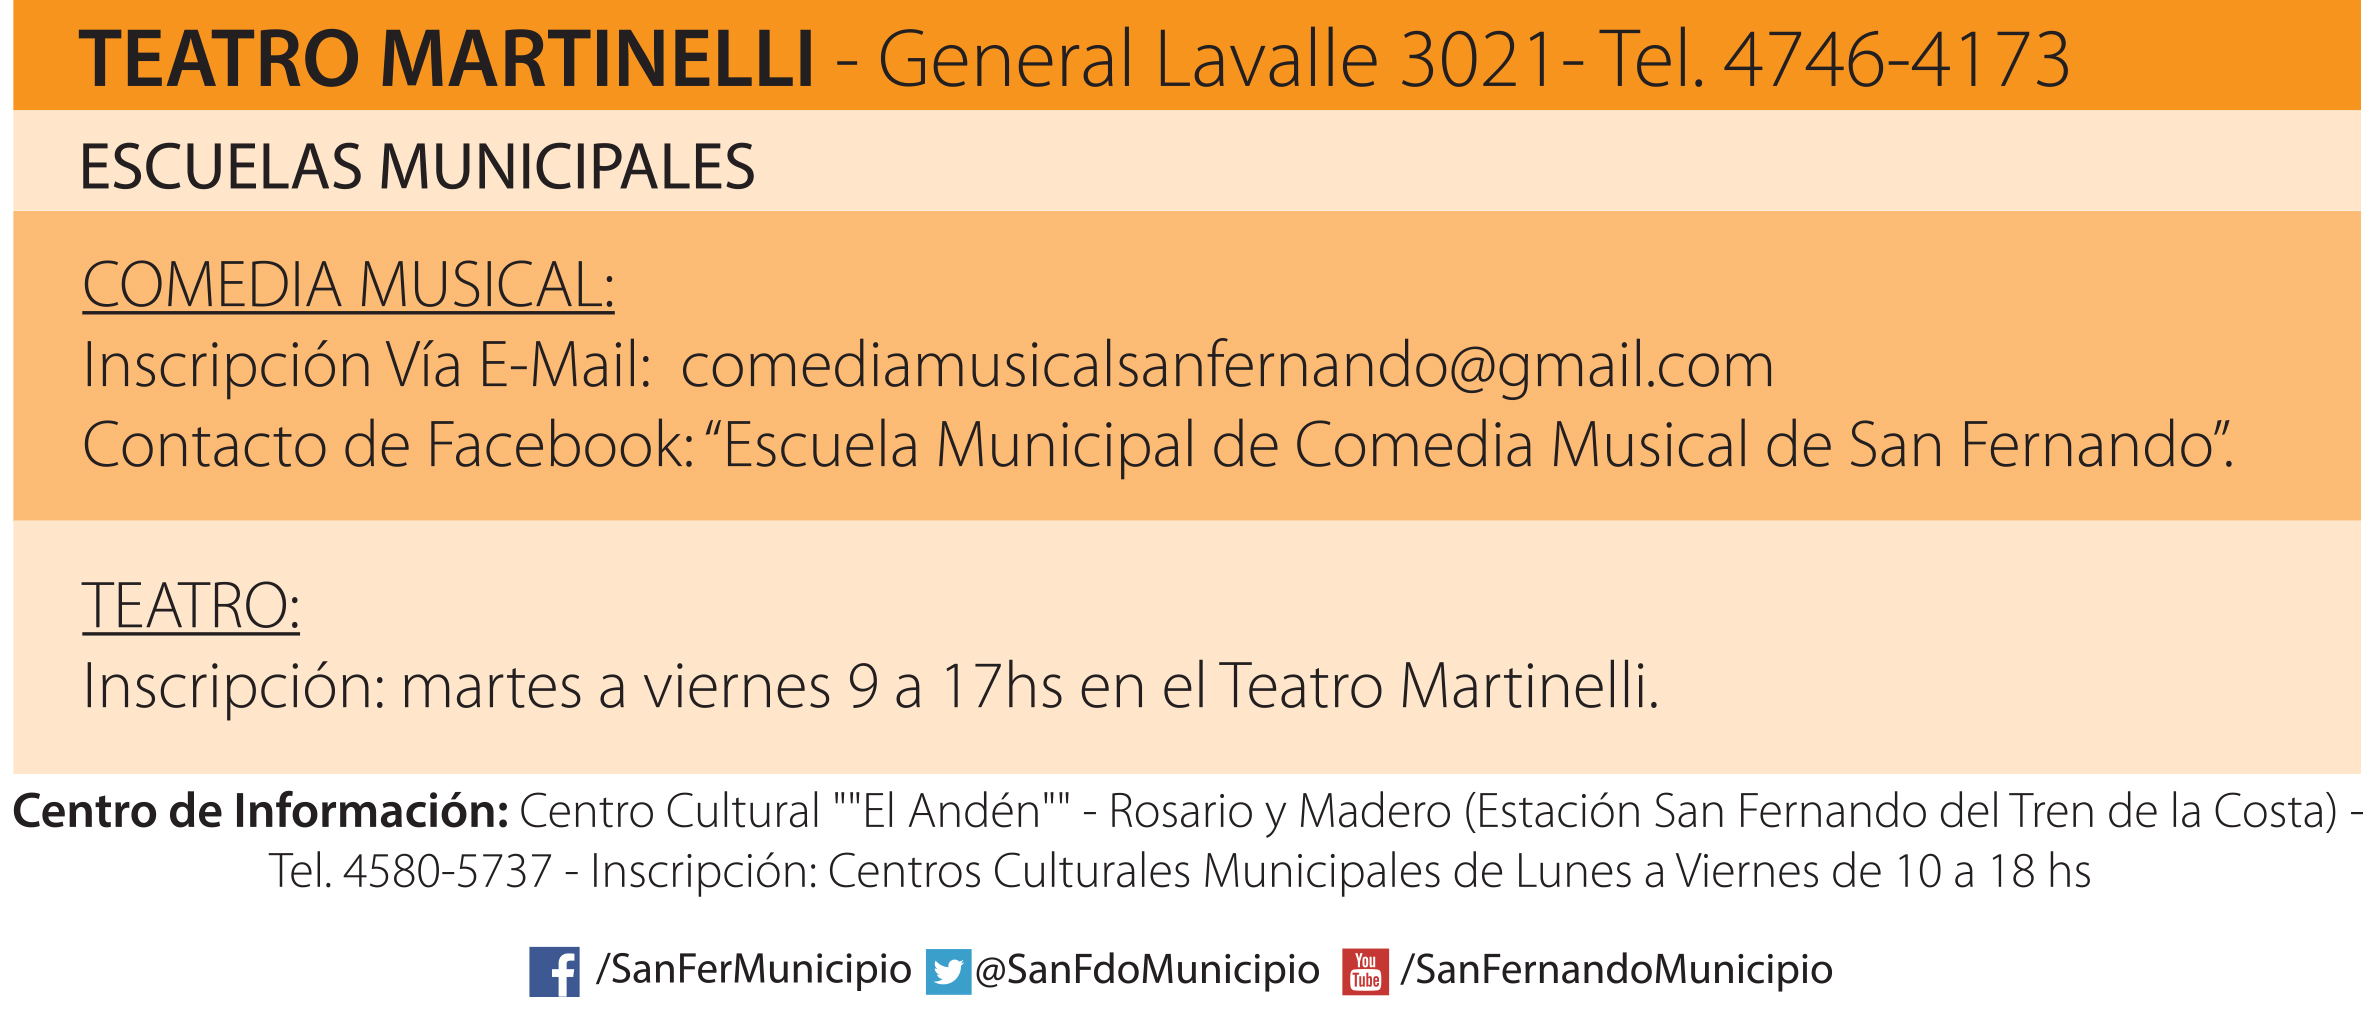 TEATRO MARTINELLI - General Lavalle 3021- Tel. 4746-4173
ESCUELAS MUNICIPALES
COMEDIA MUSICAL:
Inscripción Vía E-Mail:  comediamusicalsanfernando@gmail.com
Contacto de Facebook: “Escuela Municipal de Comedia Musical de San Fernando”.
TEATRO:
Inscripción: martes a viernes 9 a 17hs en el Teatro Martinelli.
Centro de Información: Centro Cultural ""El Andén"" - Rosario y Madero (Estación San Fernando del Tren de la Costa) -
Tel. 4580-5737 - Inscripción: Centros Culturales Municipales de Lunes a Viernes de 10 a 18 hs
f /SanFerMunicipio @SanFdoMunicipio You Tube /SanFernandoMunicipio